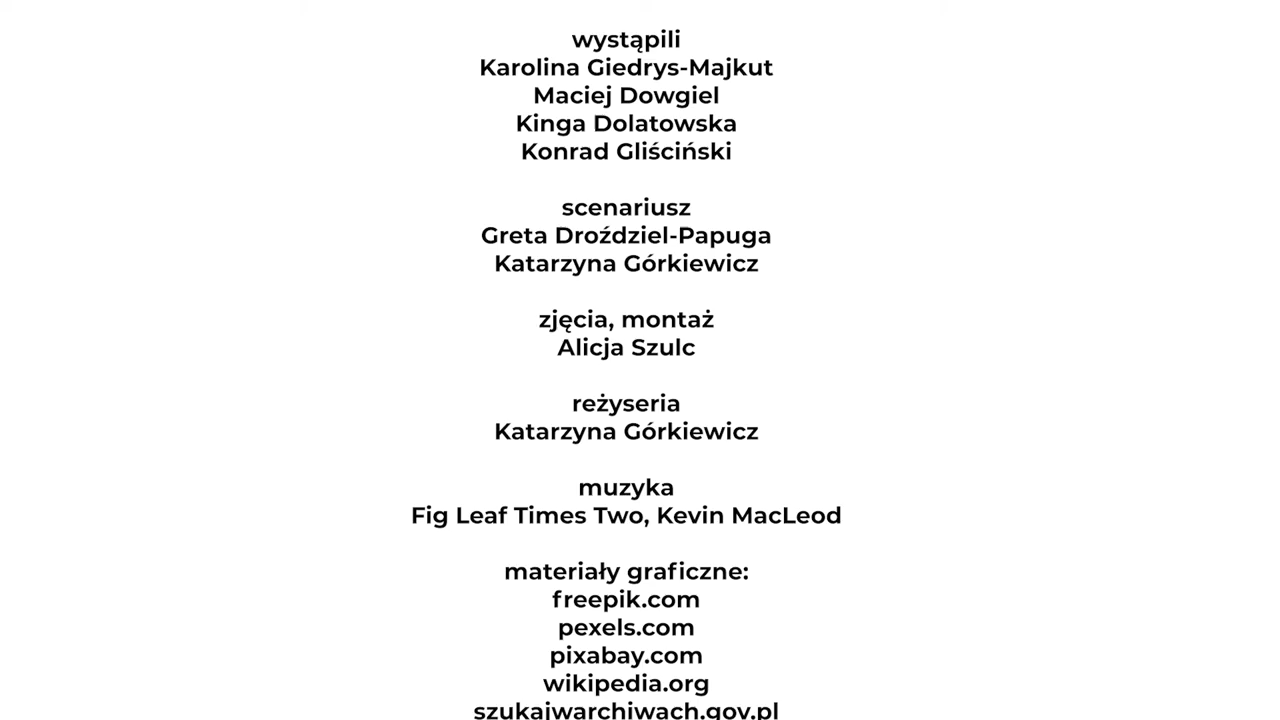 wystąpili
Karolina Giedrys-Majkut
Maciej Dowgiel
Kinga Dolatowska
Konrad Gliściński
scenariusz
Greta Droździel-Papuga
Katarzyna Górkiewicz
zjęcia, montaż
Alicja Szulc
reżyseria
Katarzyna Górkiewicz
muzyka
Fig Leaf Times Two, Kevin MacLeod
materiały graficzne:
freepik.com
pexels.com
pixabay.com
wikipedia.org
szukajwarchiwach.gov.pl